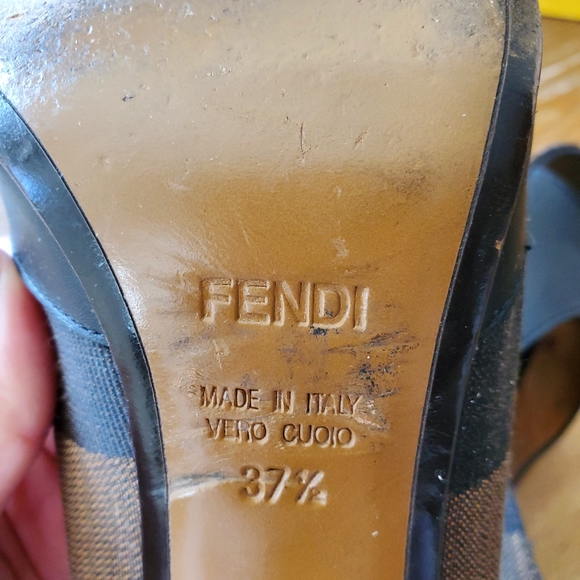 FENDI
MADE IN ITALY
VERO CUOIO
37½